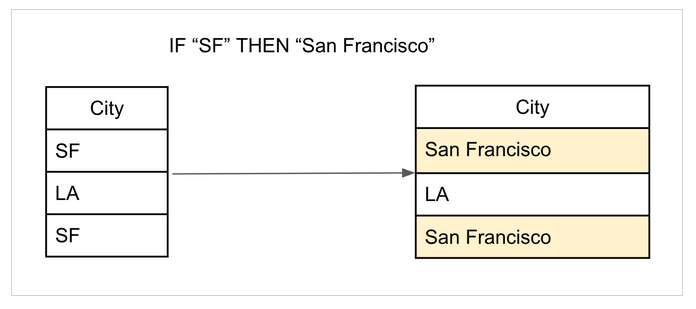 IF “SF” THEN “San Francisco”
City
SF
LA
SF
City
San Francisco
LA
San Francisco